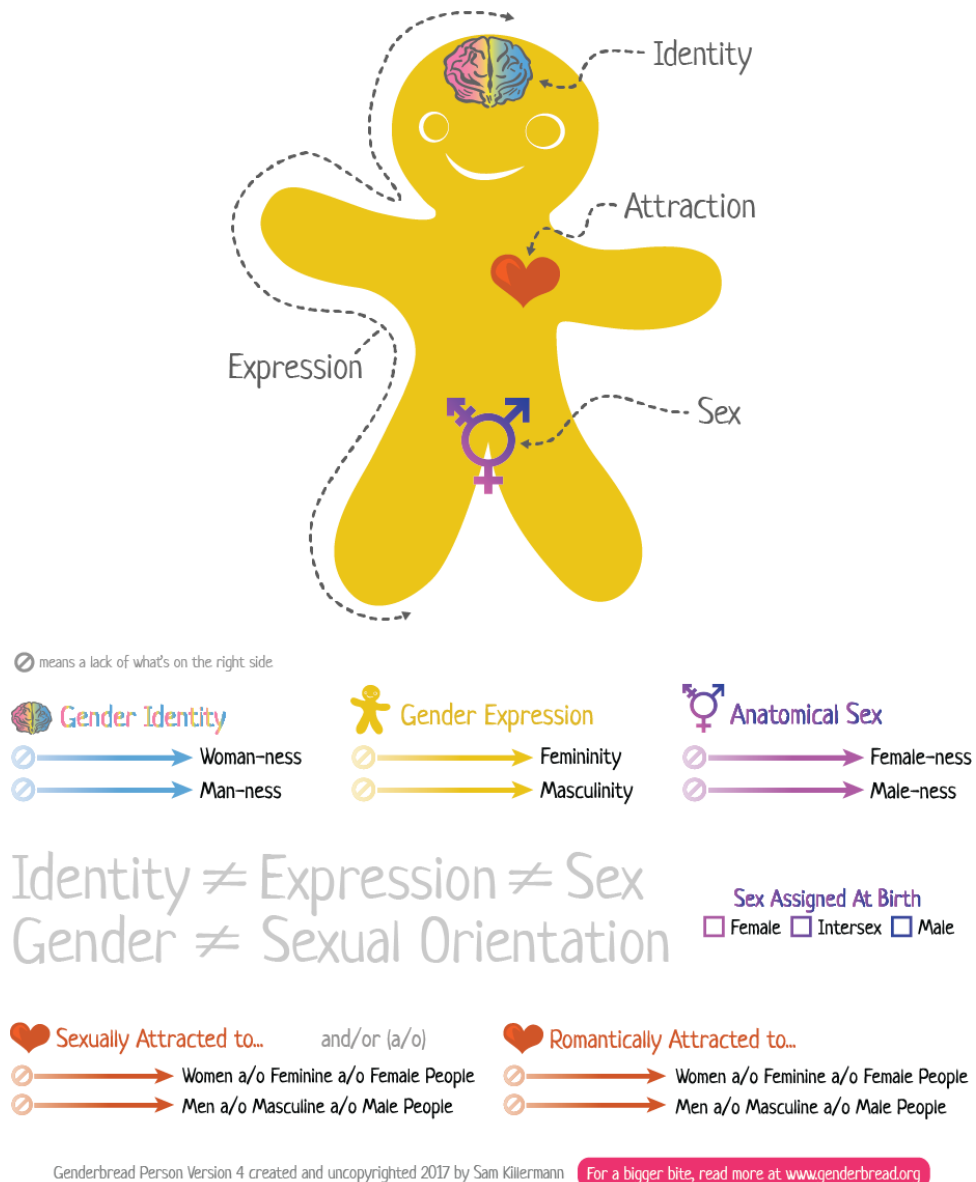 Identity
Attraction
Expression
Sex
means a lack of what's on the right side
Gender Identity
Woman-ness
Man-ness
Gender Expression
Femininity
Masculinity
Anatomical Sex
Female-ness
Male-ness
Identity ≠ Expression ≠ Sex
Gender ≠ Sexual Orientation
Sex Assigned At Birth
Female Intersex Male
Sexually Attracted to... and/or (a/o)
Women a/o Feminine a/o Female People
Men a/o Masculine a/o Male People
Romantically Attracted to...
Women a/o Feminine a/o Female People
Men a/o Masculine a/o Male People
Genderbread Person Version 4 created and uncopyrighted 2017 by Sam Killermann
For a bigger bite, read more at www.genderbread.org